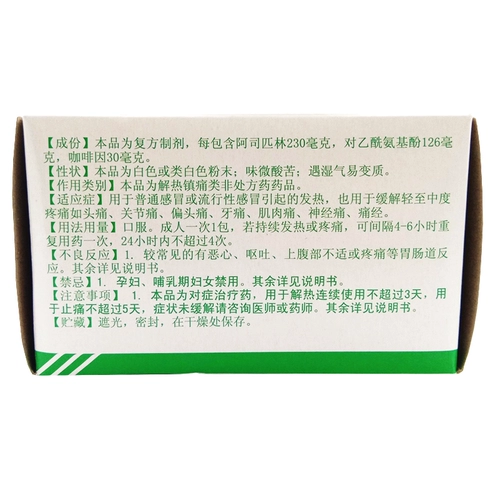 【成份】本品为复方制剂，每包含阿司匹林230毫克，对乙酰氨基酚126毫
克，咖啡因30毫克。
【性状】本品为白色或类白色粉末；味微酸苦；遇湿气易变质。
【作用类别】本品为解热镇痛类非处方药药品。
【适应症】用于普通感冒或流行性感冒引起的发热，也用于缓解轻至中度
疼痛如头痛、关节痛、偏头痛、牙痛、肌肉痛、神经痛、痛经。
【用法用量】口服。成人一次1包，若持续发热或疼痛，可间隔4-6小时重
复用药一次，24小时内不超过4次。
【不良反应】1. 较常见的有恶心、呕吐、上腹部不适或疼痛等胃肠道反
应。其余详见说明书。
【禁忌】1. 孕妇、哺乳期妇女禁用。其余详见说明书。
【注意事项】 1. 本品为对症治疗药，用于解热连续使用不超过3天，用
于止痛不超过5天，症状未缓解请咨询医师或药师。其余详见说明书。
【贮藏】遮光，密封，在干燥处保存。